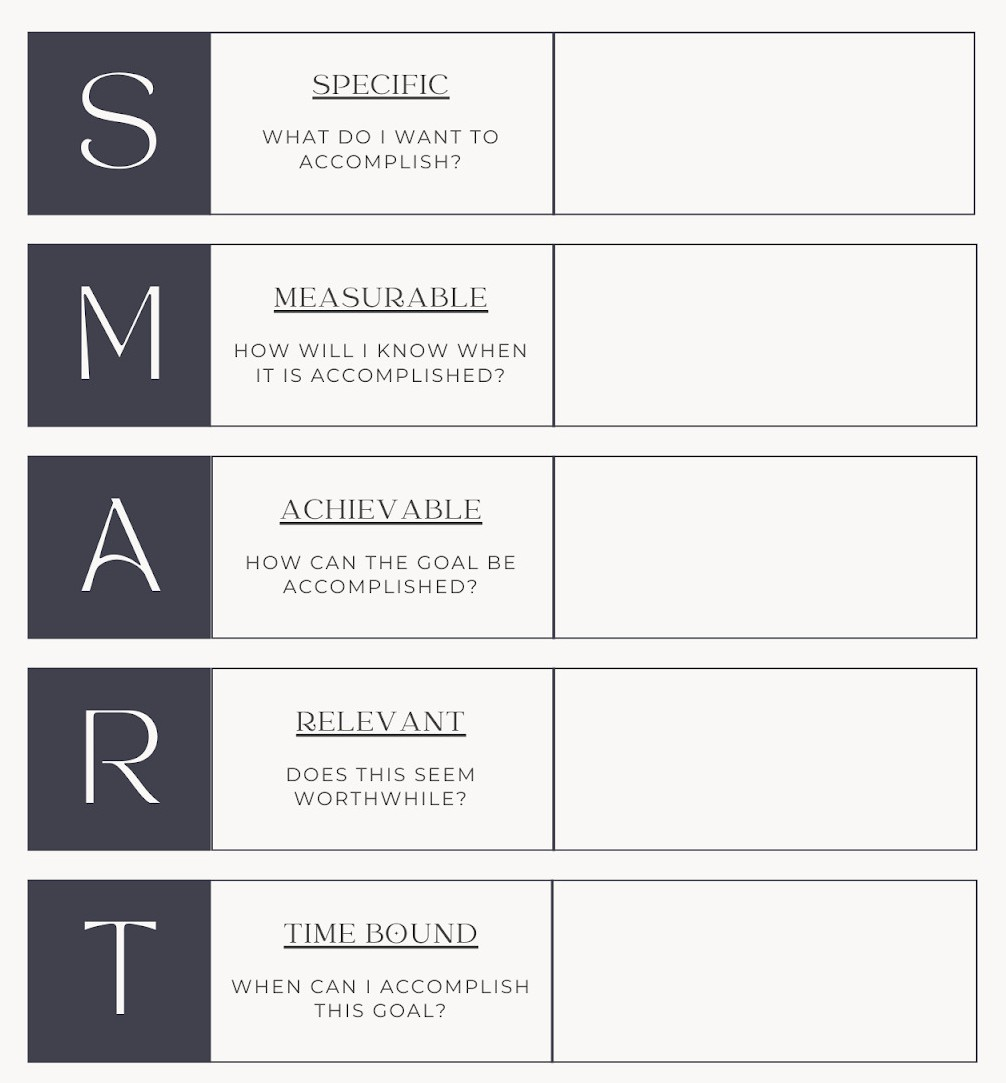 S
SPECIFIC
WHAT DO I WANT TO
ACCOMPLISH?
M
MEASURABLE
HOW WILL I KNOW WHEN
IT IS ACCOMPLISHED?
A
ACHIEVABLE
HOW CAN THE GOAL BE
ACCOMPLISHED?
R
RELEVANT
DOES THIS SEEM
WORTHWHILE?
T
TIME BOUND
WHEN CAN I ACCOMPLISH
THIS GOAL?